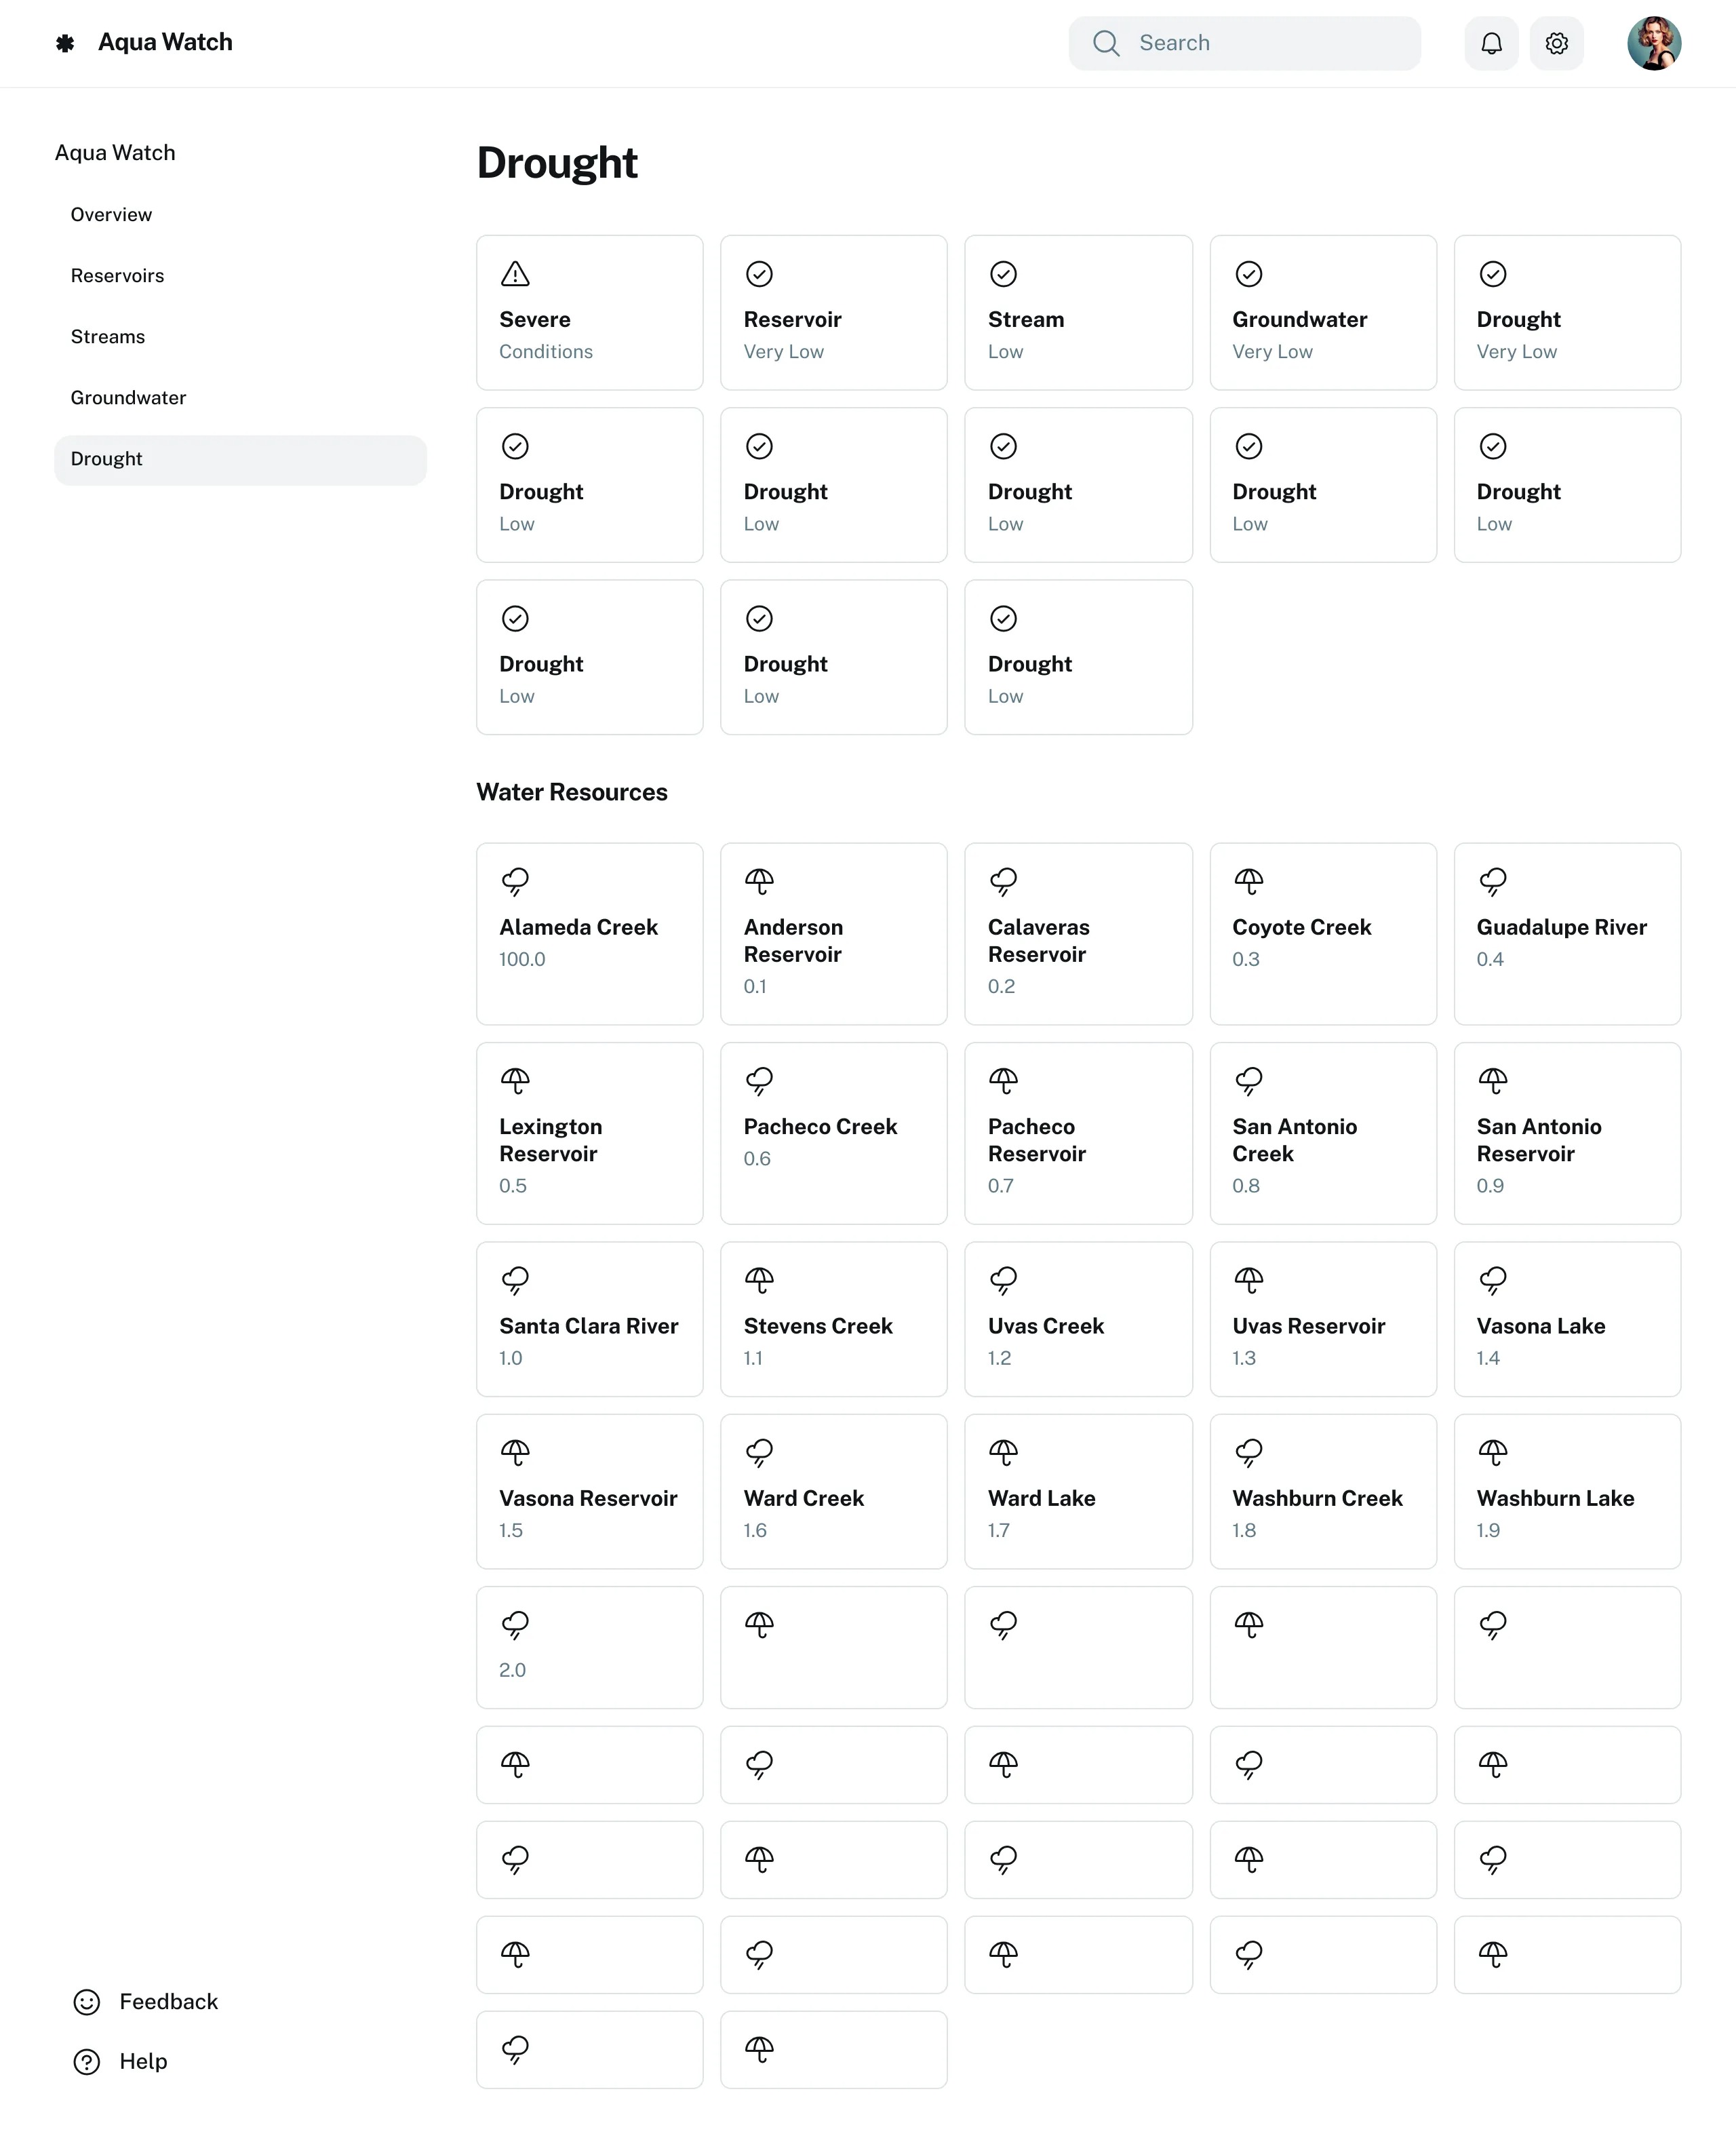 Aqua Watch
Search
Aqua Watch
Overview
Reservoirs
Streams
Groundwater
Drought
Feedback
Help
Drought
Severe
Conditions
Reservoir
Very Low
Stream
Low
Groundwater
Very Low
Drought
Very Low
Drought
Low
Drought
Low
Drought
Low
Drought
Low
Drought
Low
Drought
Low
Drought
Low
Drought
Low
Water Resources
Alameda Creek
100.0
Anderson
Reservoir
0.1
Calaveras
Reservoir
0.2
Coyote Creek
0.3
Guadalupe River
0.4
Lexington
Reservoir
0.5
Pacheco Creek
0.6
Pacheco
Reservoir
0.7
San Antonio
Creek
0.8
San Antonio
Reservoir
0.9
Santa Clara River
1.0
Stevens Creek
1.1
Uvas Creek
1.2
Uvas Reservoir
1.3
Vasona Lake
1.4
Vasona Reservoir
1.5
Ward Creek
1.6
Ward Lake
1.7
Washburn Creek
1.8
Washburn Lake
1.9
2.0